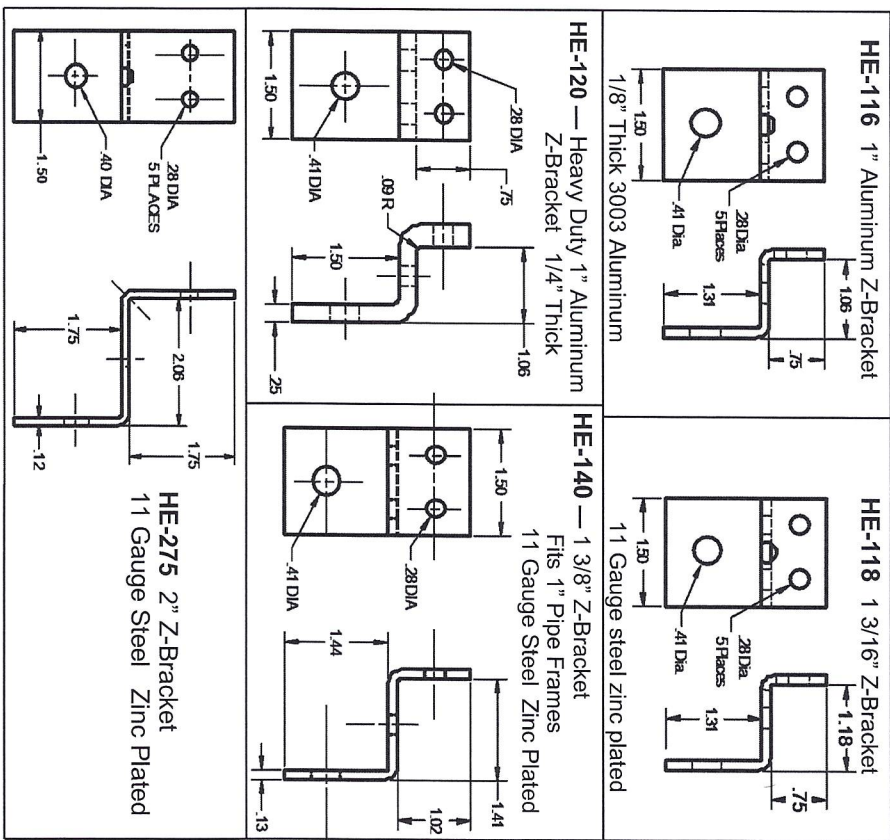 HE-116 1" Aluminum Z-Bracket
1.50
.28 Dia.
5 Places
.41 Dia.
1.06
.75
1.31
1/8" Thick 3003 Aluminum
HE-118 1 3/16" Z-Bracket
1.50
.28 Dia.
5 Places
.41 Dia.
1.18
.75
1.31
11 Gauge steel zinc plated
HE-120 — Heavy Duty 1" Aluminum
Z-Bracket 1/4" Thick
1.50
.28 DIA
.75
.41 DIA
.09 R
1.50
1.06
.25
HE-140 — 1 3/8" Z-Bracket
Fits 1" Pipe Frames
11 Gauge Steel Zinc Plated
1.50
.28 DIA
.41 DIA
1.44
1.41
1.02
.13
1.50
.28 DIA
5 PLACES
.40 DIA
1.75
2.06
1.75
.12
HE-275 2" Z-Bracket
11 Gauge Steel Zinc Plated